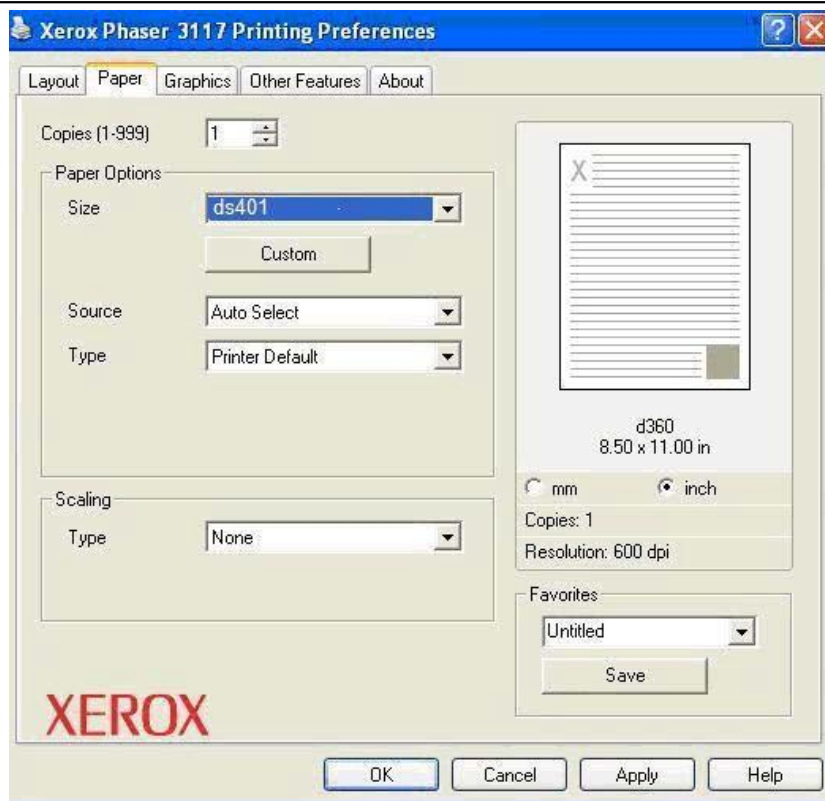 Xerox Phaser 3117 Printing Preferences
Layout Paper Graphics Other Features About
Copies (1-999) 1
Paper Options
Size ds401
Custom
Source Auto Select
Type Printer Default
X
d360
8.50 x 11.00 in
mm inch
Copies: 1
Resolution: 600 dpi
Scaling
Type None
Favorites
Untitled
Save
XEROX
OK Cancel Apply Help